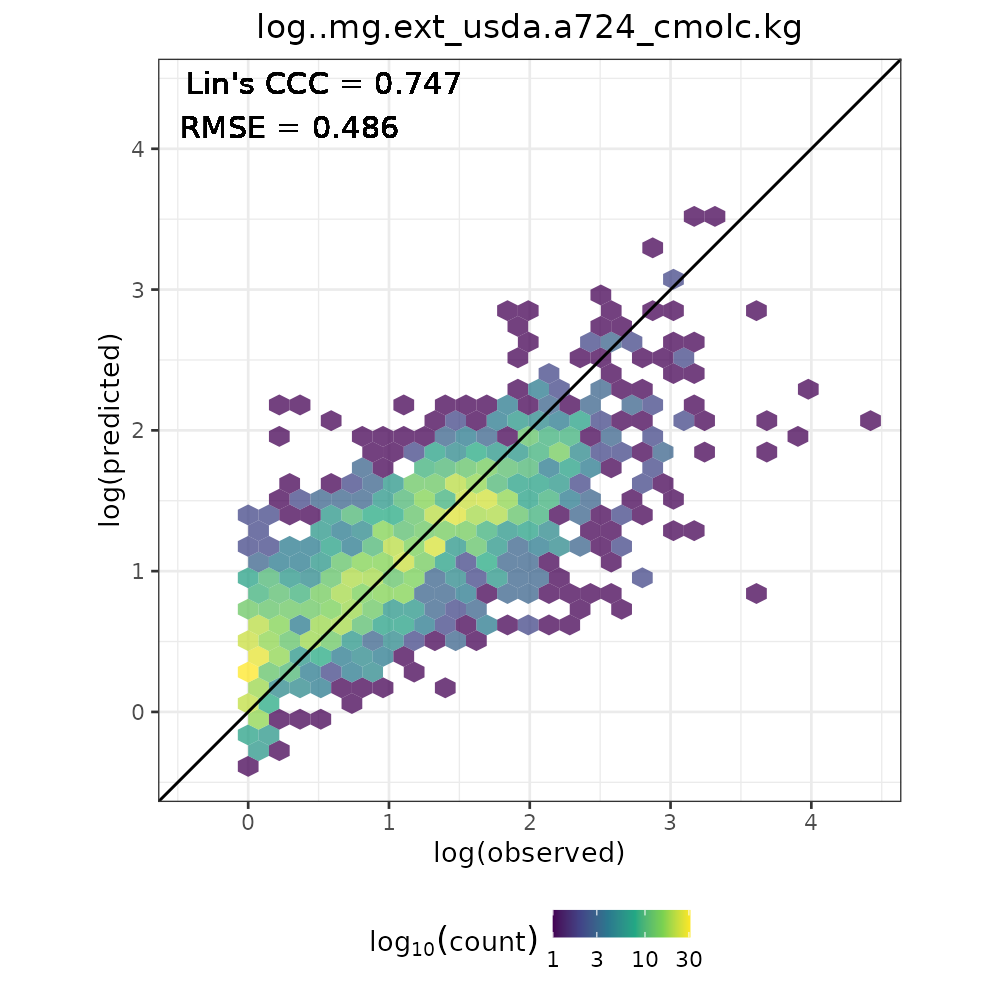 log..mg.ext_usda.a724_cmolc.kg
Lin's CCC = 0.747
RMSE = 0.486
4
3
2
1
0
log(predicted)
0 1 2 3 4
log(observed)
log10(count)
1 3 10 30